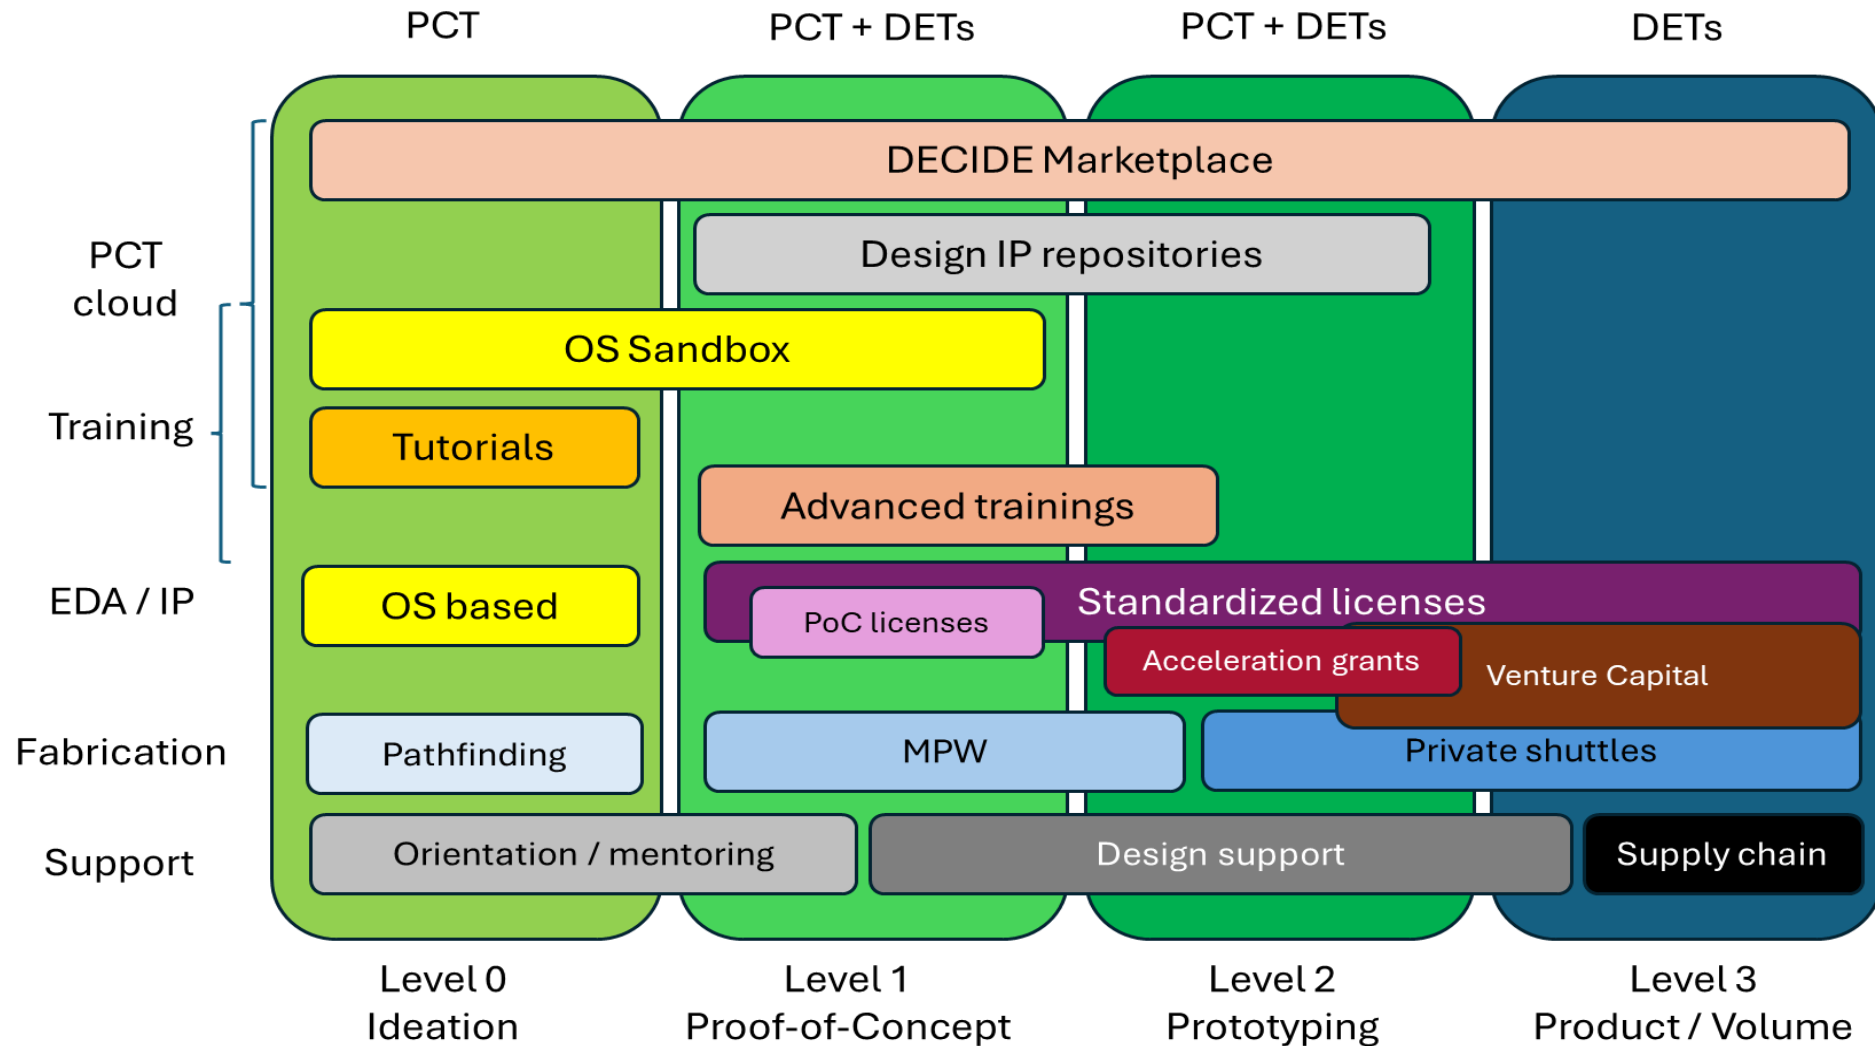 PCT
PCT + DETs
PCT + DETs
DETs
DECIDE Marketplace
PCT
cloud
Design IP repositories
OS Sandbox
Training
Tutorials
Advanced trainings
EDA / IP
OS based
Standardized licenses
PoC licenses
Acceleration grants
Venture Capital
Fabrication
Pathfinding
MPW
Private shuttles
Support
Orientation / mentoring
Design support
Supply chain
Level 0
Ideation
Level 1
Proof-of-Concept
Level 2
Prototyping
Level 3
Product / Volume